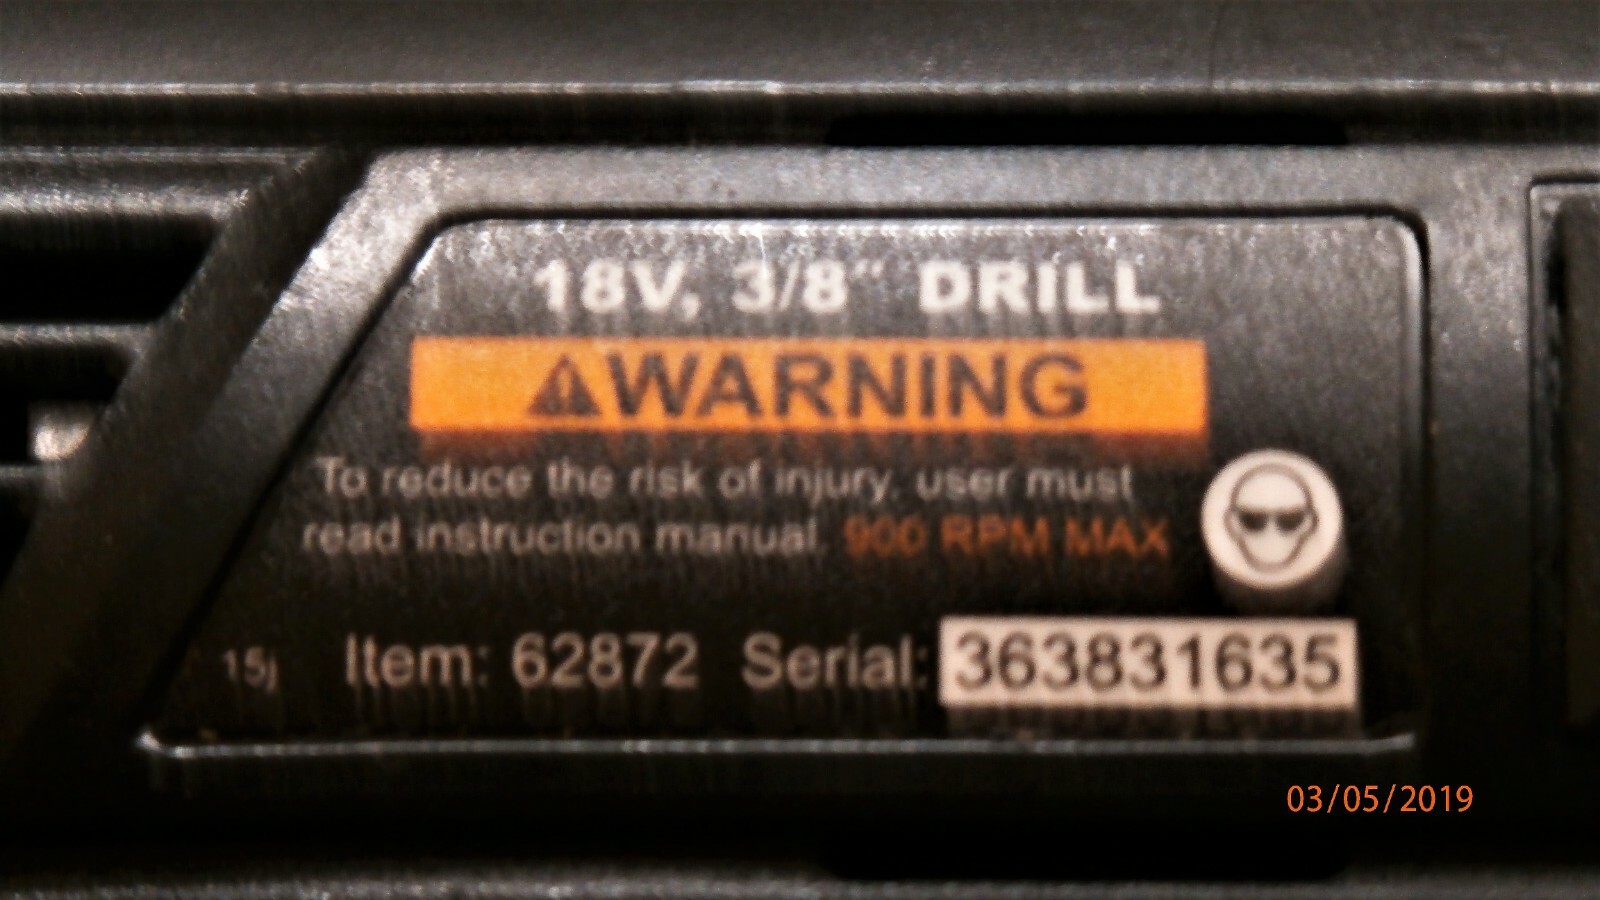 18V, 3/8" DRILL
⚠WARNING
To reduce the risk of injury, user must
read instruction manual. 900 RPM MAX
15j Item: 62872 Serial: 363831635
03/05/2019